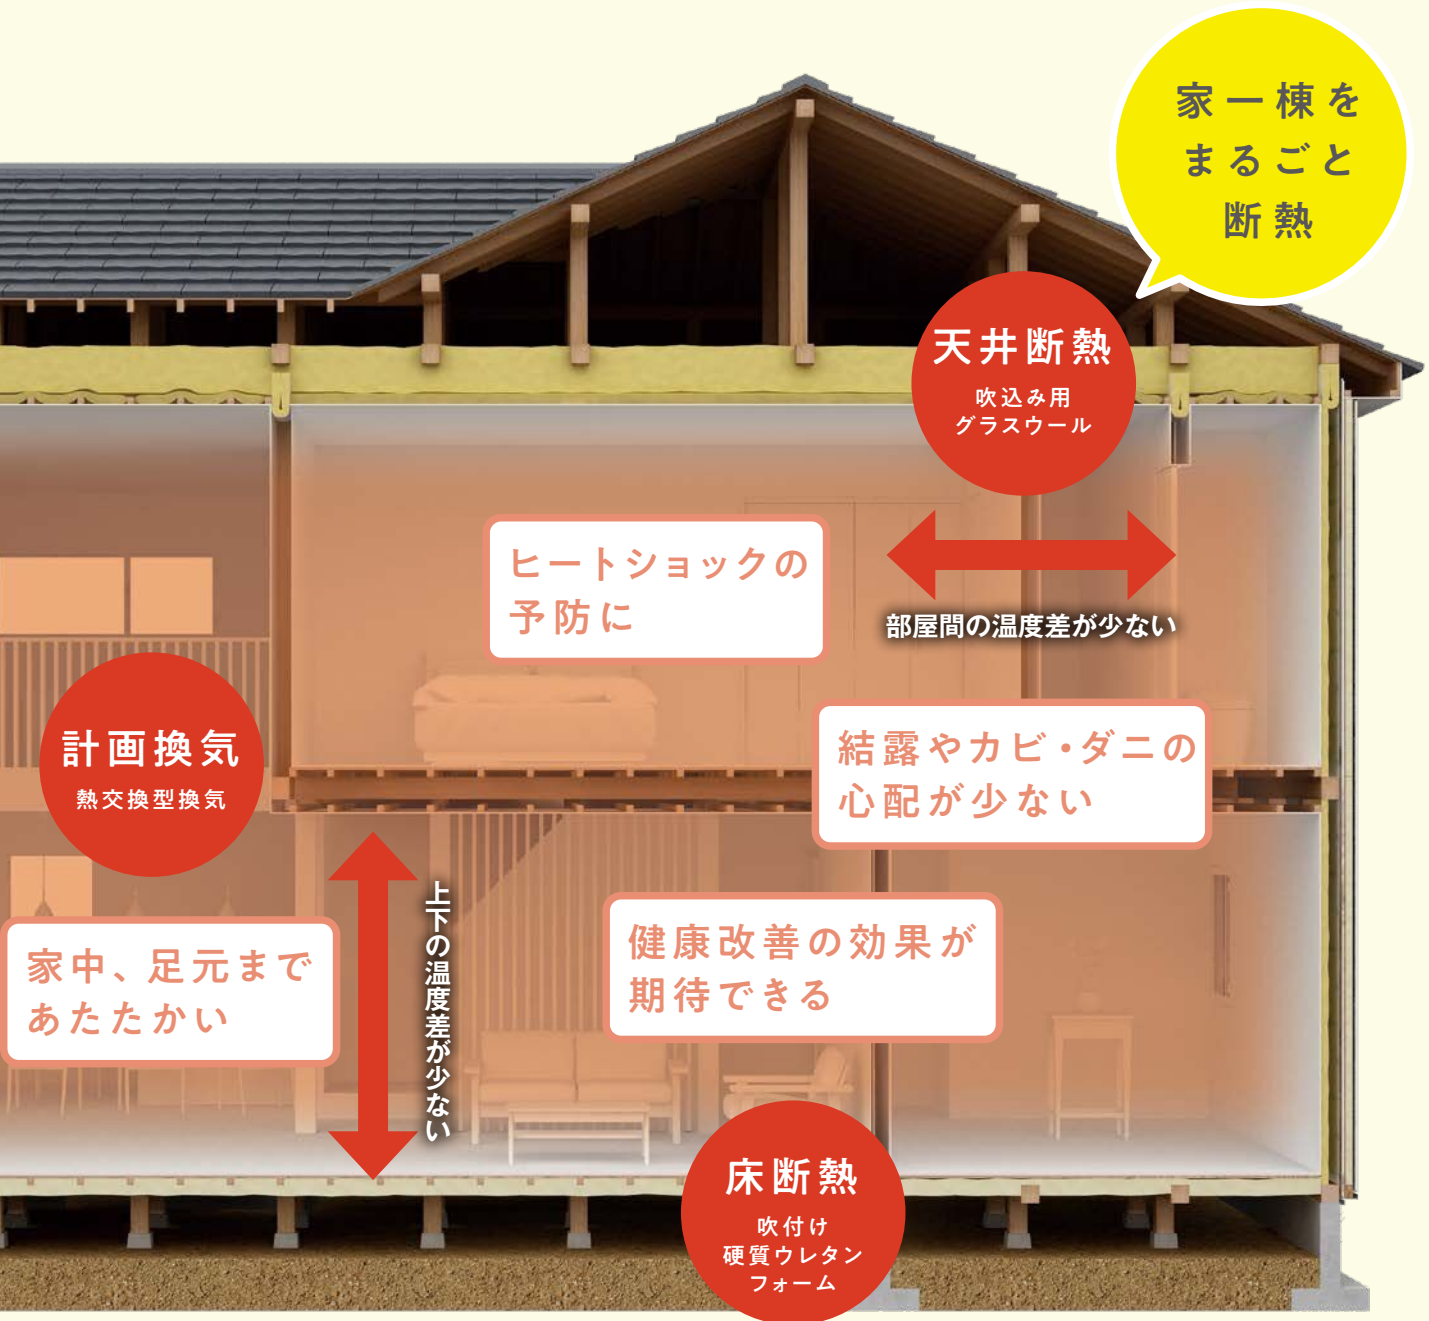 家一棟を
まるごと
断熱
天井断熱
吹込み用
グラスウール
ヒートショックの
予防に
部屋間の温度差が少ない
計画換気
熱交換型換気
結露やカビ・ダニの
心配が少ない
上下の温度差が少ない
健康改善の効果が
期待できる
家中、足元まで
あたたかい
床断熱
吹付け
硬質ウレタン
フォーム